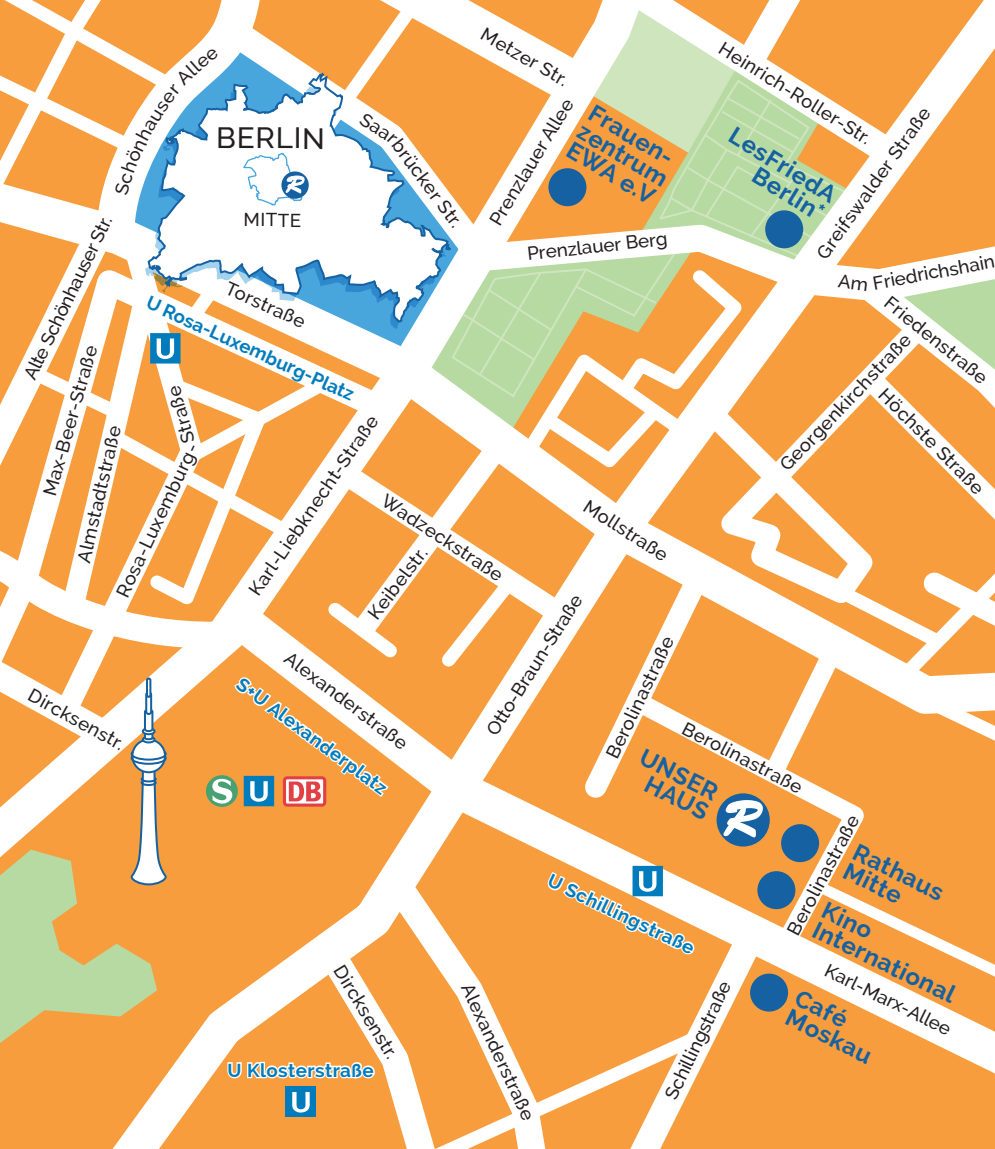 Schönhauser Allee
Metzer Str.
Heinrich-Roller-Str.
BERLIN
R
MITTE
Saarbrücker Str.
Prenzlauer Allee
Frauen-
zentrum
EWA e.V
LesFriedA
Berlin*
Greifswalder Straße
Prenzlauer Berg
Am Friedrichshain
Alte Schönhauser Str.
Torstraße
U Rosa-Luxemburg-Platz
U
Friedenstraße
Georgenkirchstraße
Höchste Straße
Max-Beer-Straße
Almstadtstraße
Rosa-Luxemburg-Straße
Karl-Liebknecht-Straße
Wadzeckstraße
Keibelstr.
Mollstraße
Otto-Braun-Straße
Berolinastraße
Alexanderstraße
S+U Alexanderplatz
Dircksenstr.
S U DB
Berolinastraße
UNSER
HAUS
R
Berolinastraße
Rathaus
Mitte
U
U Schillingstraße
Kino
International
Karl-Marx-Allee
Café
Moskau
Schillingstraße
Dircksenstr.
Alexanderstraße
U Klosterstraße
U